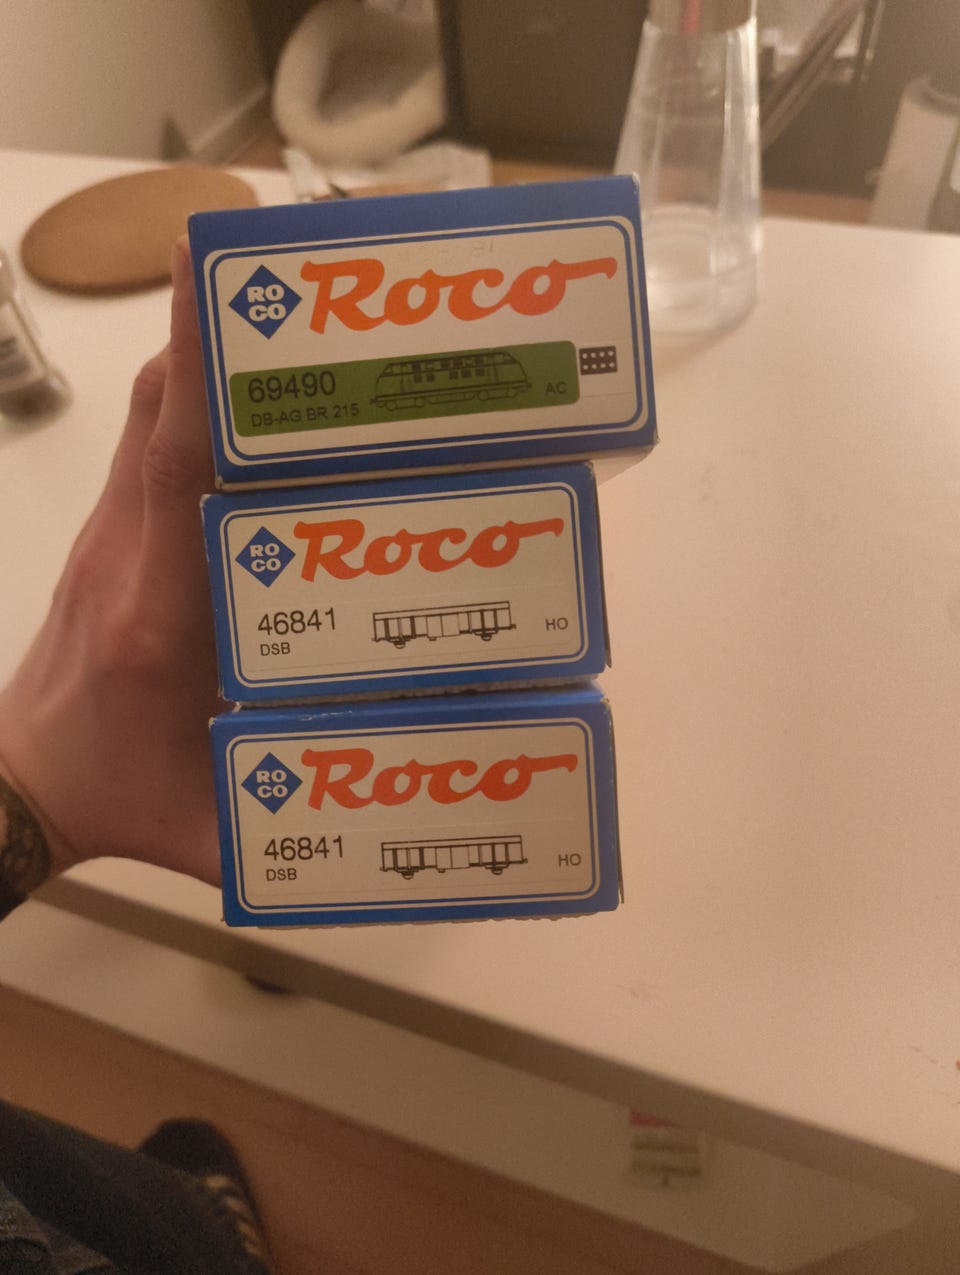 RO
CO
Roco
69490
DB-AG BR 215
AC
RO
CO
Roco
46841
DSB
HO
RO
CO
Roco
46841
DSB
HO